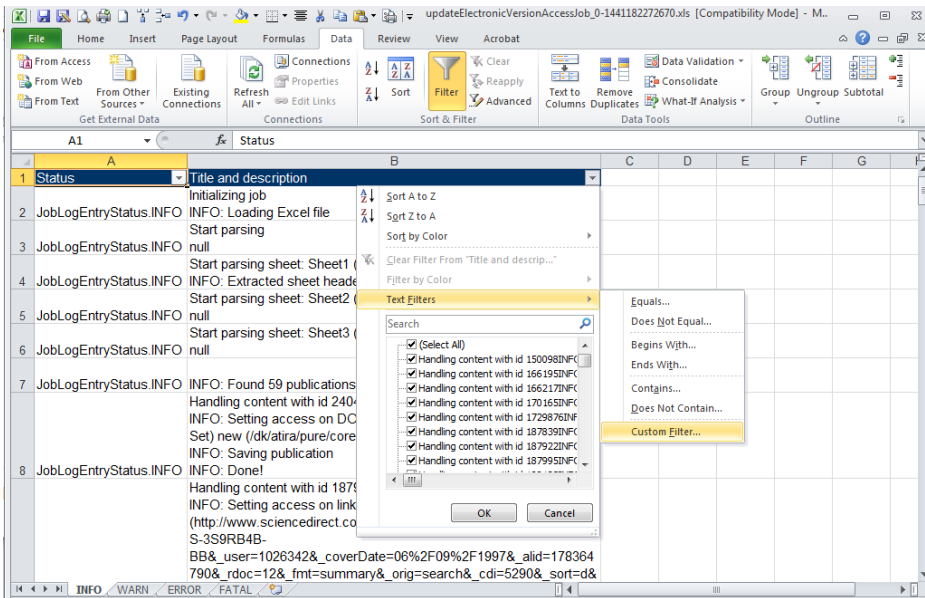 updateElectronicVersionAccessJob_0-1441182272670.xls [Compatibility Mode] - M...
File Home Insert Page Layout Formulas Data Review View Acrobat
From Access
From Web
From Text
From Other Sources
Existing Connections
Get External Data
Refresh All
Connections
Properties
Edit Links
Connections
Sort
Filter
Clear
Reapply
Advanced
Sort & Filter
Text to Columns
Remove Duplicates
Data Validation
Consolidate
What-If Analysis
Data Tools
Group
Ungroup
Subtotal
Outline
A1 fx Status
A B C D E F G
1 Status Title and description
2 JobLogEntryStatus.INFO
Initializing job
INFO: Loading Excel file
3 JobLogEntryStatus.INFO
Start parsing
null
4 JobLogEntryStatus.INFO
Start parsing sheet: Sheet1 (
INFO: Extracted sheet heade
5 JobLogEntryStatus.INFO
Start parsing sheet: Sheet2 (
null
6 JobLogEntryStatus.INFO
Start parsing sheet: Sheet3 (
null
7 JobLogEntryStatus.INFO INFO: Found 59 publications
8 JobLogEntryStatus.INFO
Handling content with id 2404
INFO: Setting access on DO
Set) new (/dk/atira/pure/core
INFO: Saving publication
INFO: Done!
Handling content with id 1879
INFO: Setting access on link
(http://www.sciencedirect.co
S-3S9RB4B-
BB&_user=1026342&_coverDate=06%2F09%2F1997&_alid=178364
790&_rdoc=12&_fmt=summary&_orig=search&_cdi=5290&_sort=d&
Sort A to Z
Sort Z to A
Sort by Color
Clear Filter From "Title and descrip..."
Filter by Color
Text Filters
Search
(Select All)
Handling content with id 150098INFO
Handling content with id 166195INFO
Handling content with id 166217INFO
Handling content with id 170165INFO
Handling content with id 1729876INF
Handling content with id 187839INFO
Handling content with id 187922INFO
Handling content with id 187995INFO
OK Cancel
Equals...
Does Not Equal...
Begins With...
Ends With...
Contains...
Does Not Contain...
Custom Filter...
INFO WARN ERROR FATAL